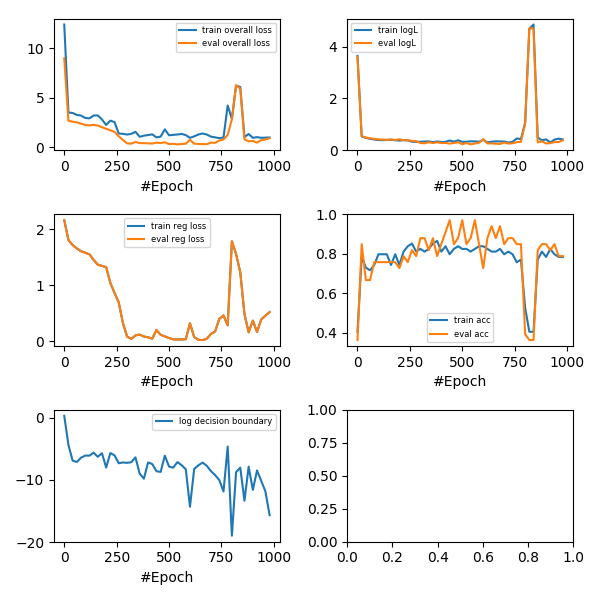 train overall loss
eval overall loss
10
5
0
0 250 500 750 1000
#Epoch
train logL
eval logL
4
2
0
0 250 500 750 1000
#Epoch
train reg loss
eval reg loss
2
1
0
0 250 500 750 1000
#Epoch
1.0
0.8
0.6
0.4
train acc
eval acc
0 250 500 750 1000
#Epoch
log decision boundary
0
−10
−20
0 250 500 750 1000
#Epoch
1.00
0.75
0.50
0.25
0.00
0.0 0.2 0.4 0.6 0.8 1.0